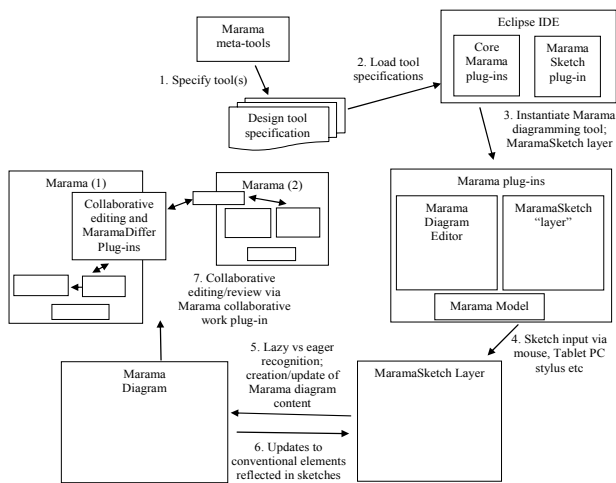 Marama
meta-tools
Eclipse IDE
Core
Marama
plug-ins
Marama
Sketch
plug-in
1. Specify tool(s)
2. Load tool
specifications
Design tool
specification
3. Instantiate Marama
diagramming tool;
MaramaSketch layer
Marama (1)
Collaborative
editing and
MaramaDiffer
Plug-ins
Marama (2)
Marama plug-ins
Marama
Diagram
Editor
MaramaSketch
“layer”
Marama Model
7. Collaborative
editing/review via
Marama collaborative
work plug-in
4. Sketch input via
mouse, Tablet PC
stylus etc
5. Lazy vs eager
recognition;
creation/update of
Marama diagram
content
Marama
Diagram
MaramaSketch Layer
6. Updates to
conventional elements
reflected in sketches